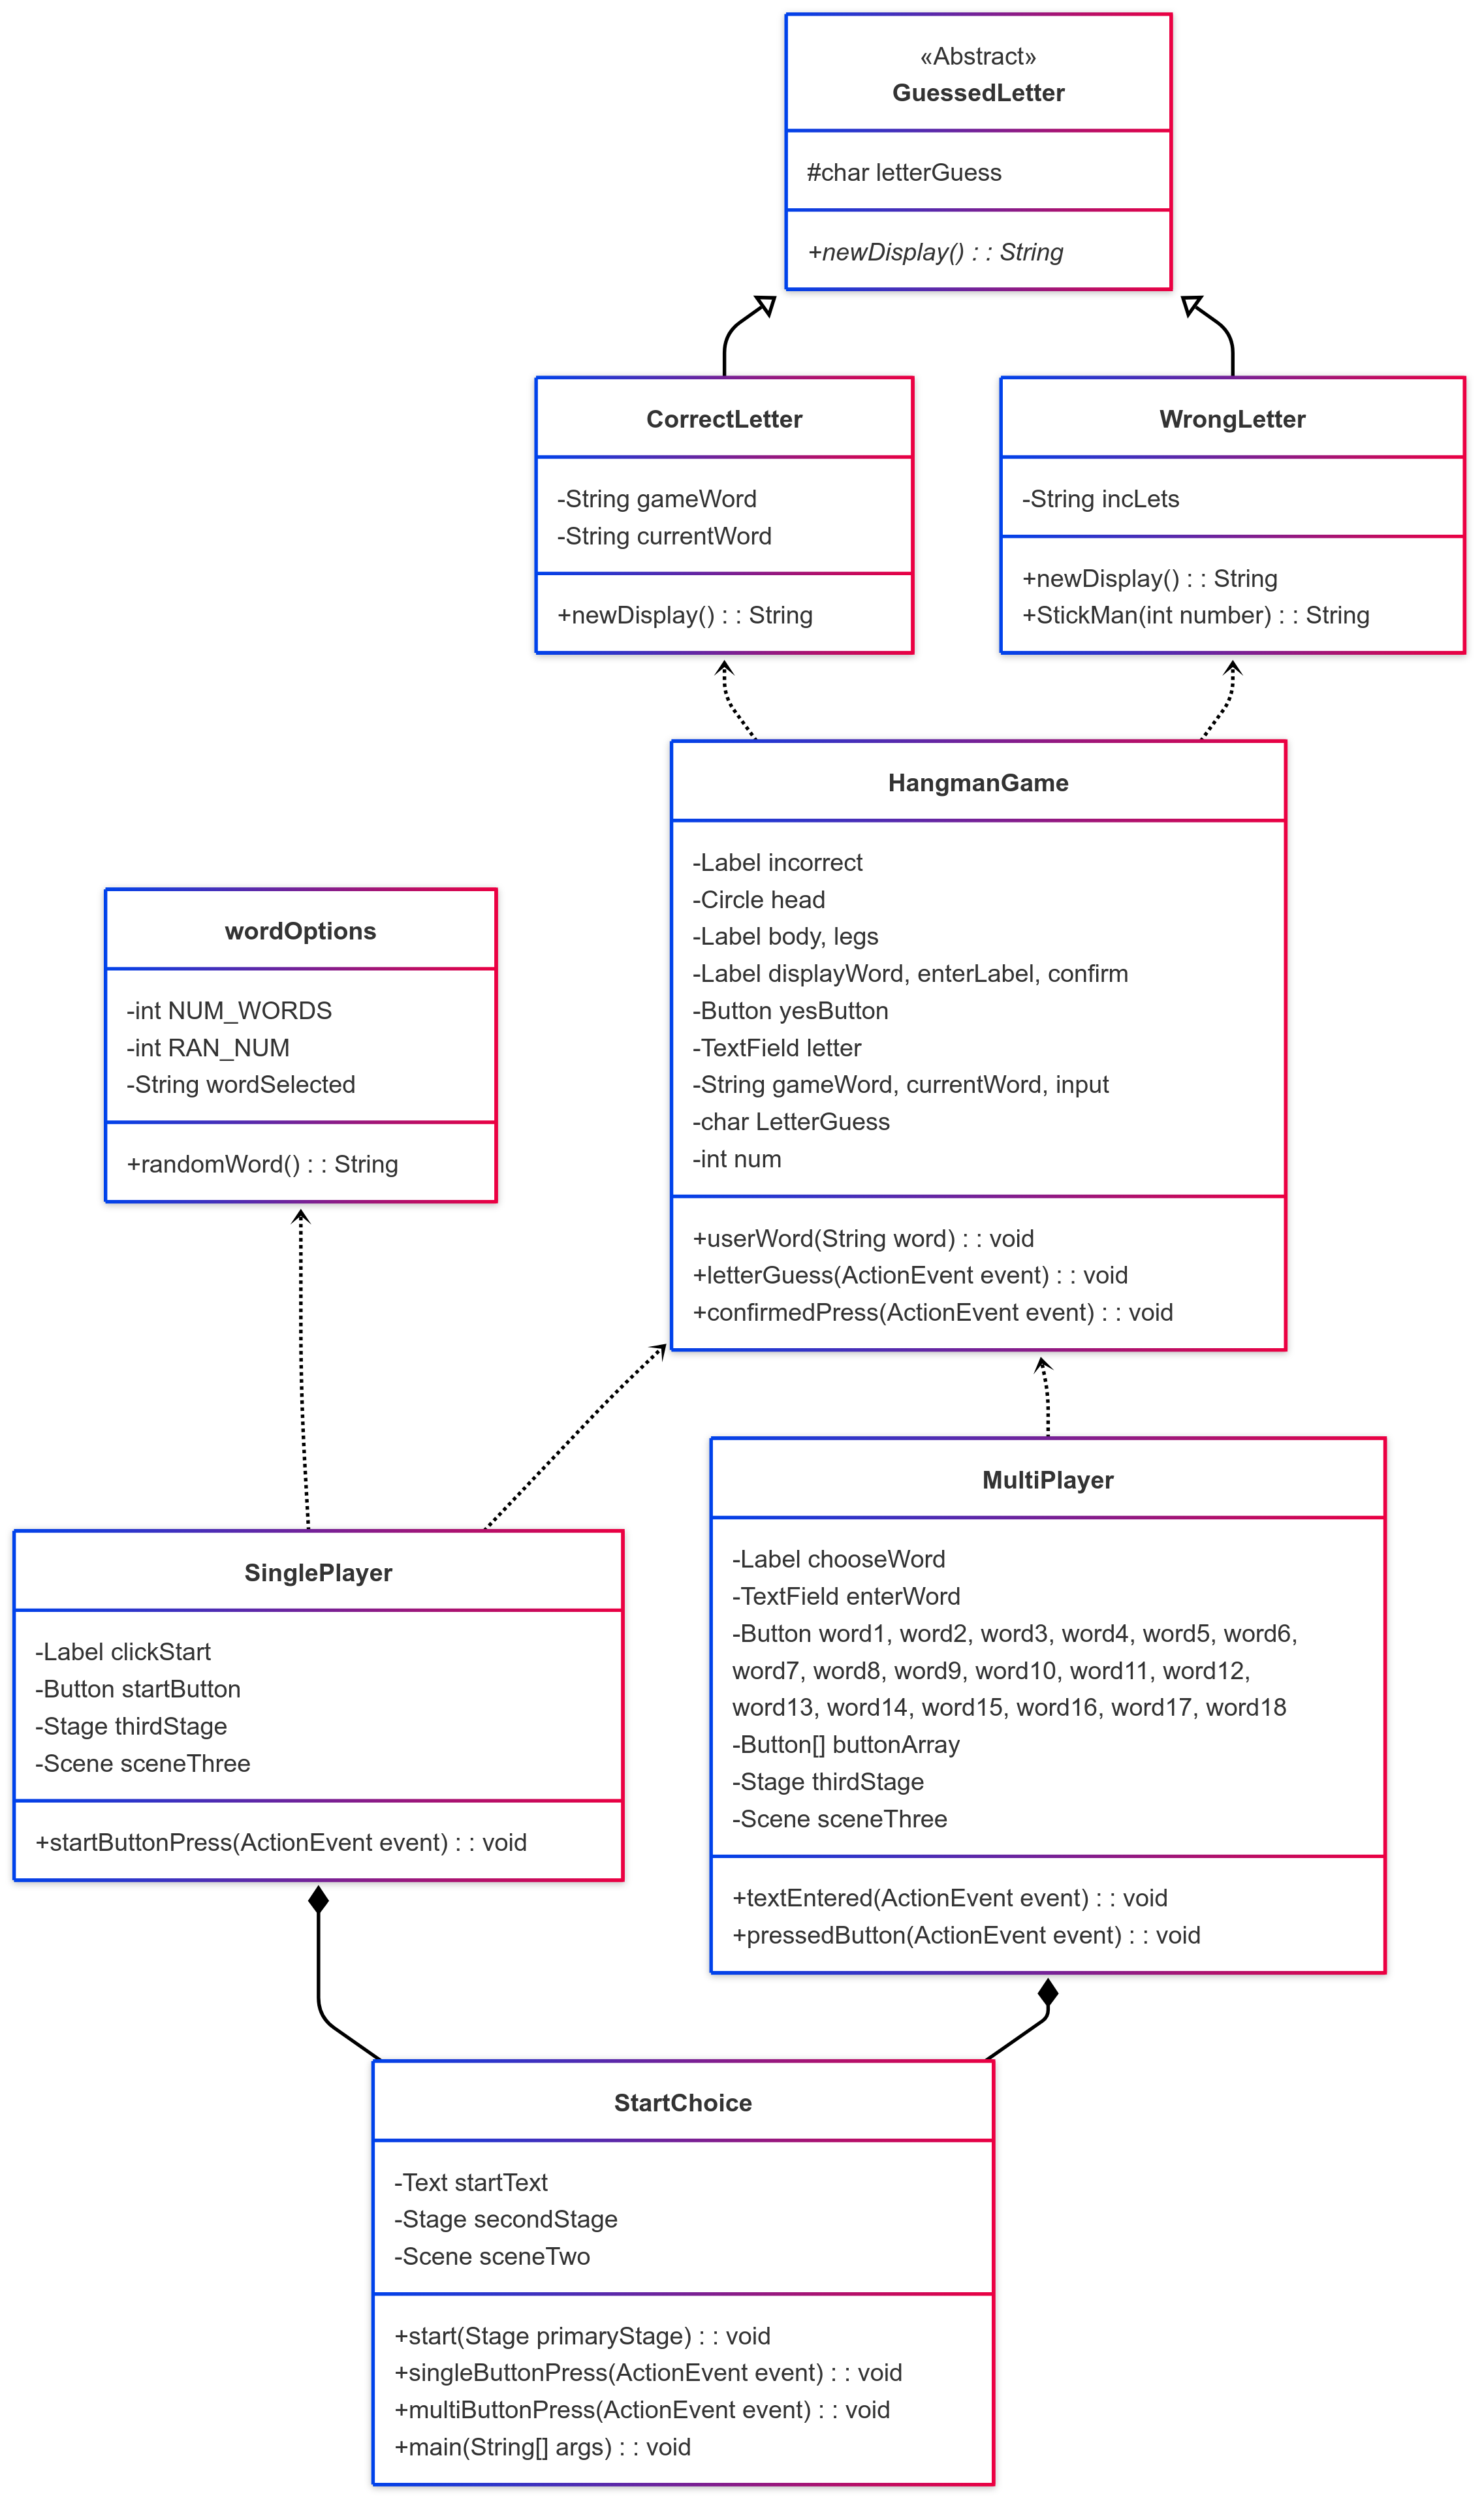 «Abstract»
GuessedLetter
#char letterGuess
+newDisplay() : : String
CorrectLetter
-String gameWord
-String currentWord
+newDisplay() : : String
WrongLetter
-String incLets
+newDisplay() : : String
+StickMan(int number) : : String
HangmanGame
-Label incorrect
-Circle head
-Label body, legs
-Label displayWord, enterLabel, confirm
-Button yesButton
-TextField letter
-String gameWord, currentWord, input
-char LetterGuess
-int num
+userWord(String word) : : void
+letterGuess(ActionEvent event) : : void
+confirmedPress(ActionEvent event) : : void
wordOptions
-int NUM_WORDS
-int RAN_NUM
-String wordSelected
+randomWord() : : String
SinglePlayer
-Label clickStart
-Button startButton
-Stage thirdStage
-Scene sceneThree
+startButtonPress(ActionEvent event) : : void
MultiPlayer
-Label chooseWord
-TextField enterWord
-Button word1, word2, word3, word4, word5, word6,
word7, word8, word9, word10, word11, word12,
word13, word14, word15, word16, word17, word18
-Button[] buttonArray
-Stage thirdStage
-Scene sceneThree
+textEntered(ActionEvent event) : : void
+pressedButton(ActionEvent event) : : void
StartChoice
-Text startText
-Stage secondStage
-Scene sceneTwo
+start(Stage primaryStage) : : void
+singleButtonPress(ActionEvent event) : : void
+multiButtonPress(ActionEvent event) : : void
+main(String[] args) : : void